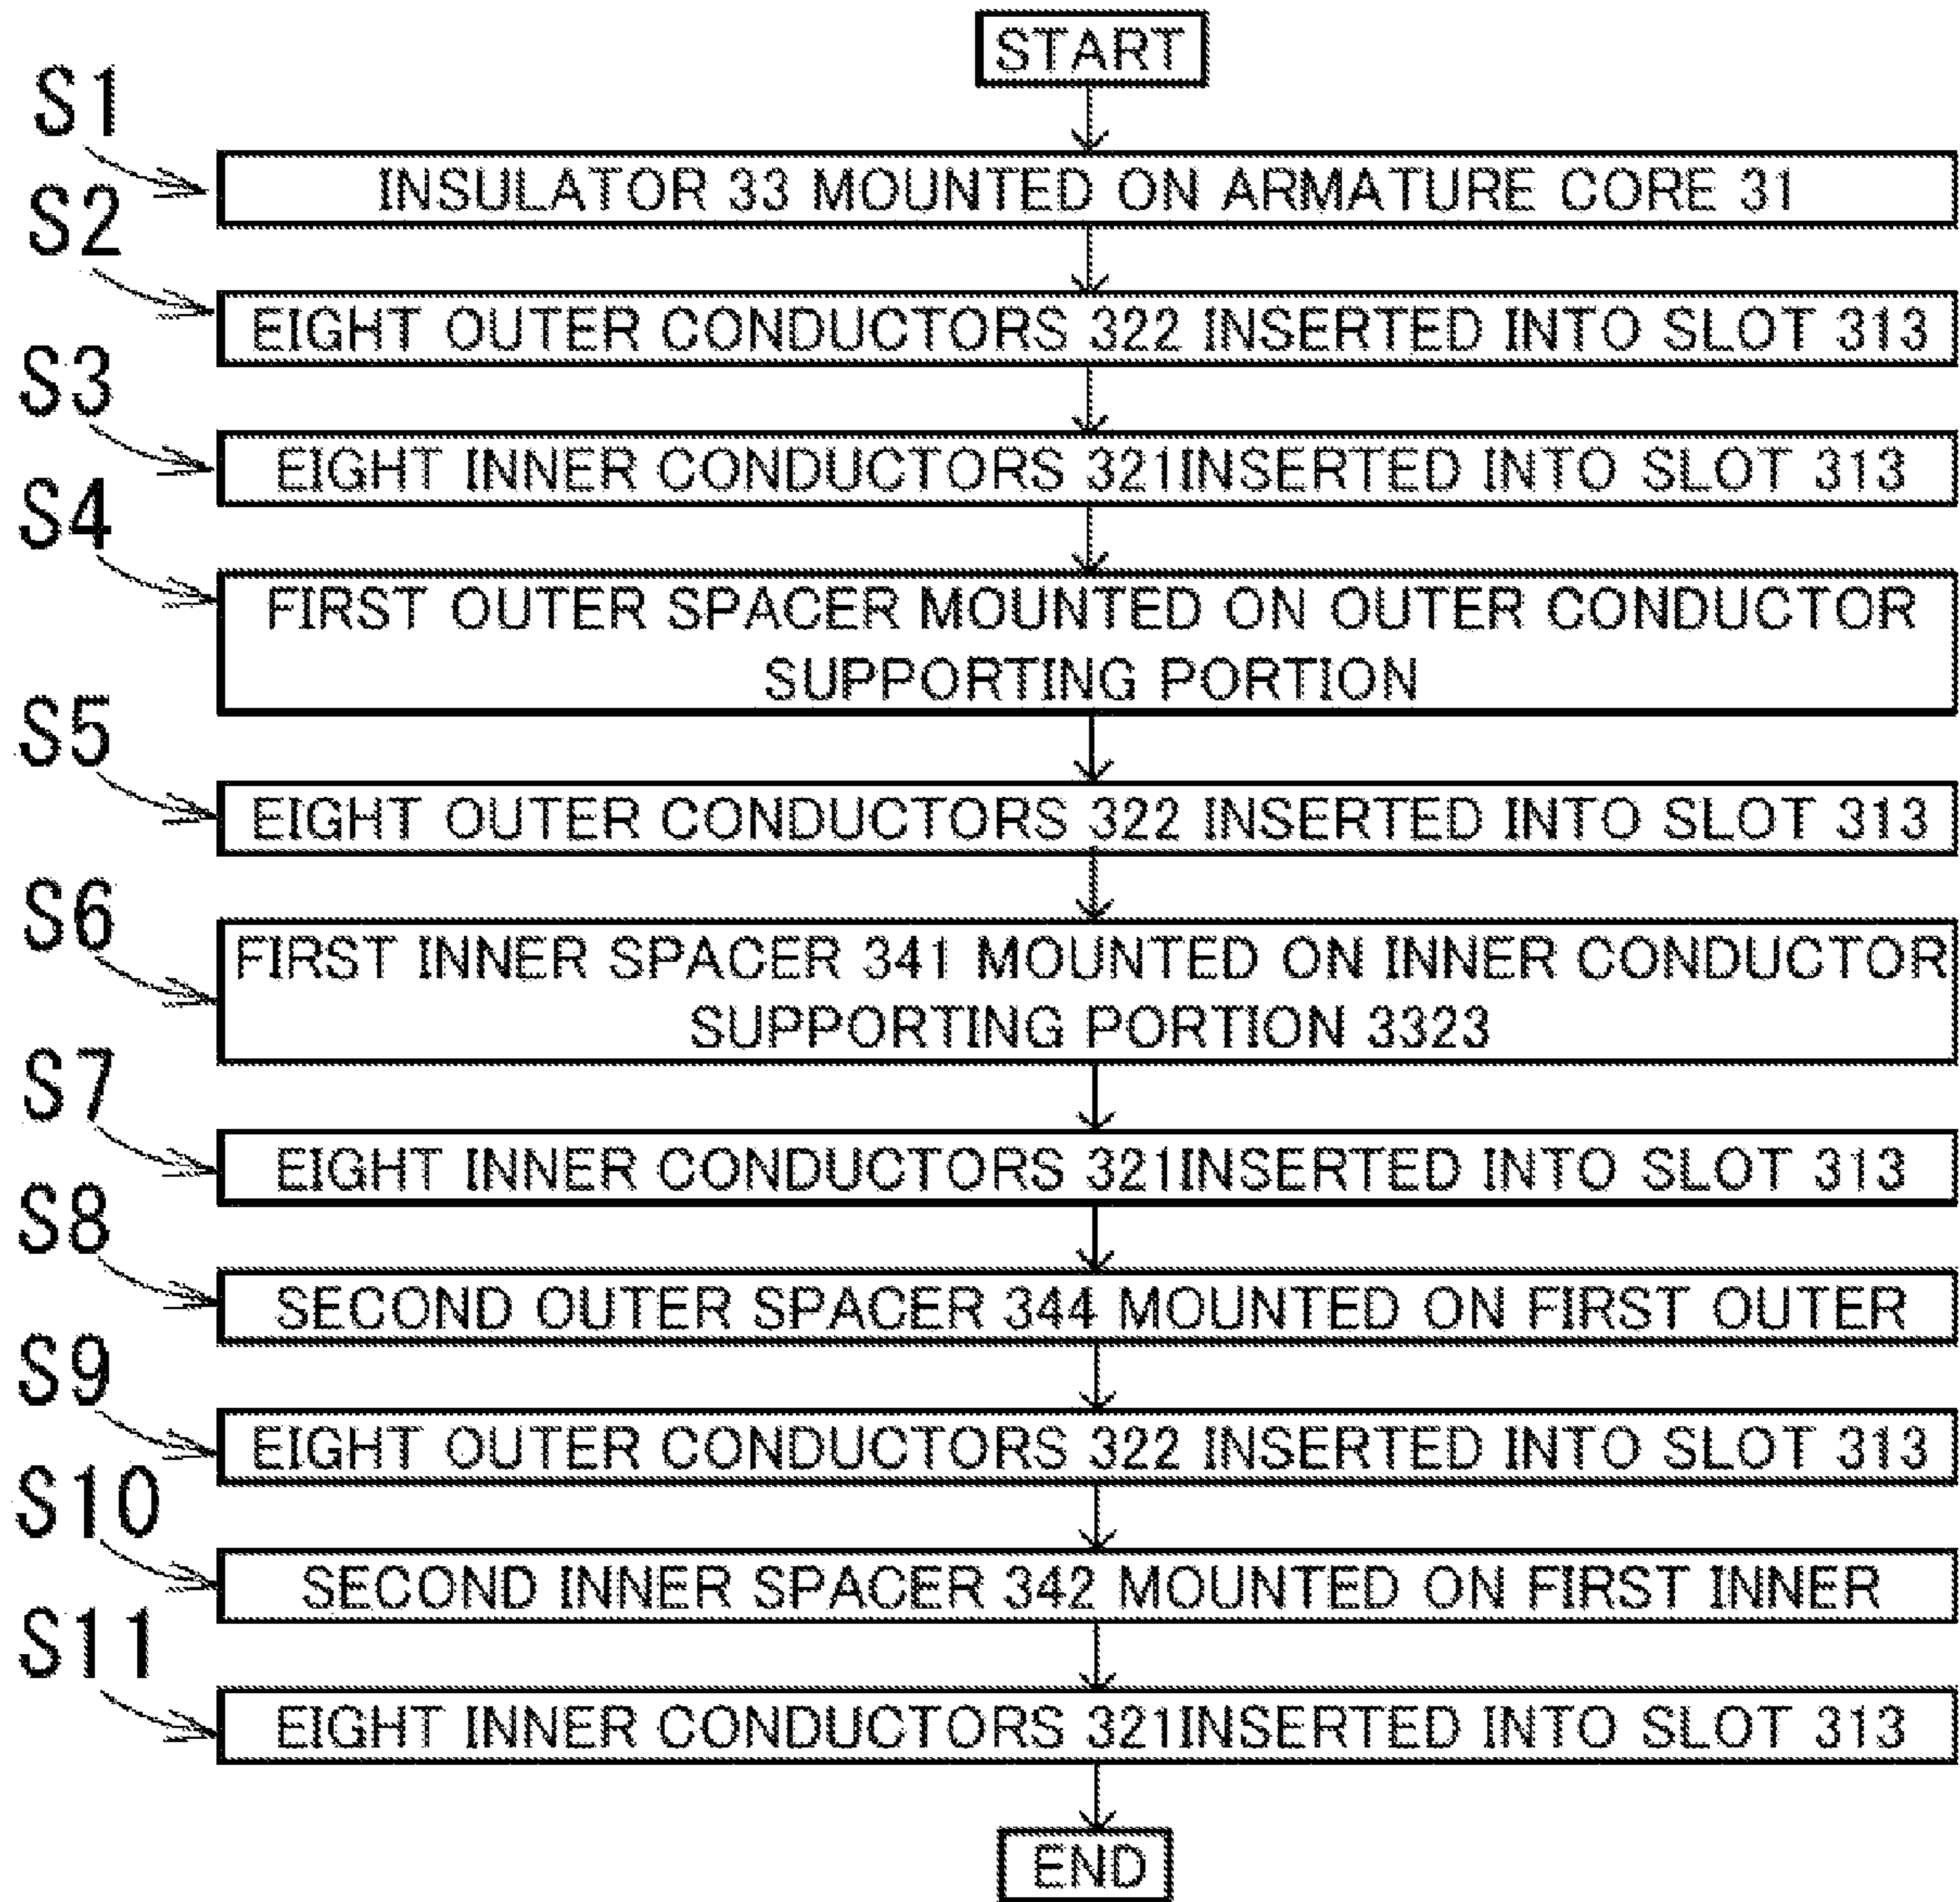 START
S1
INSULATOR 33 MOUNTED ON ARMATURE CORE 31
S2
EIGHT OUTER CONDUCTORS 322 INSERTED INTO SLOT 313
S3
EIGHT INNER CONDUCTORS 321INSERTED INTO SLOT 313
S4
FIRST OUTER SPACER MOUNTED ON OUTER CONDUCTOR
SUPPORTING PORTION
S5
EIGHT OUTER CONDUCTORS 322 INSERTED INTO SLOT 313
S6
FIRST INNER SPACER 341 MOUNTED ON INNER CONDUCTOR
SUPPORTING PORTION 3323
S7
EIGHT INNER CONDUCTORS 321INSERTED INTO SLOT 313
S8
SECOND OUTER SPACER 344 MOUNTED ON FIRST OUTER
S9
EIGHT OUTER CONDUCTORS 322 INSERTED INTO SLOT 313
S10
SECOND INNER SPACER 342 MOUNTED ON FIRST INNER
S11
EIGHT INNER CONDUCTORS 321INSERTED INTO SLOT 313
END